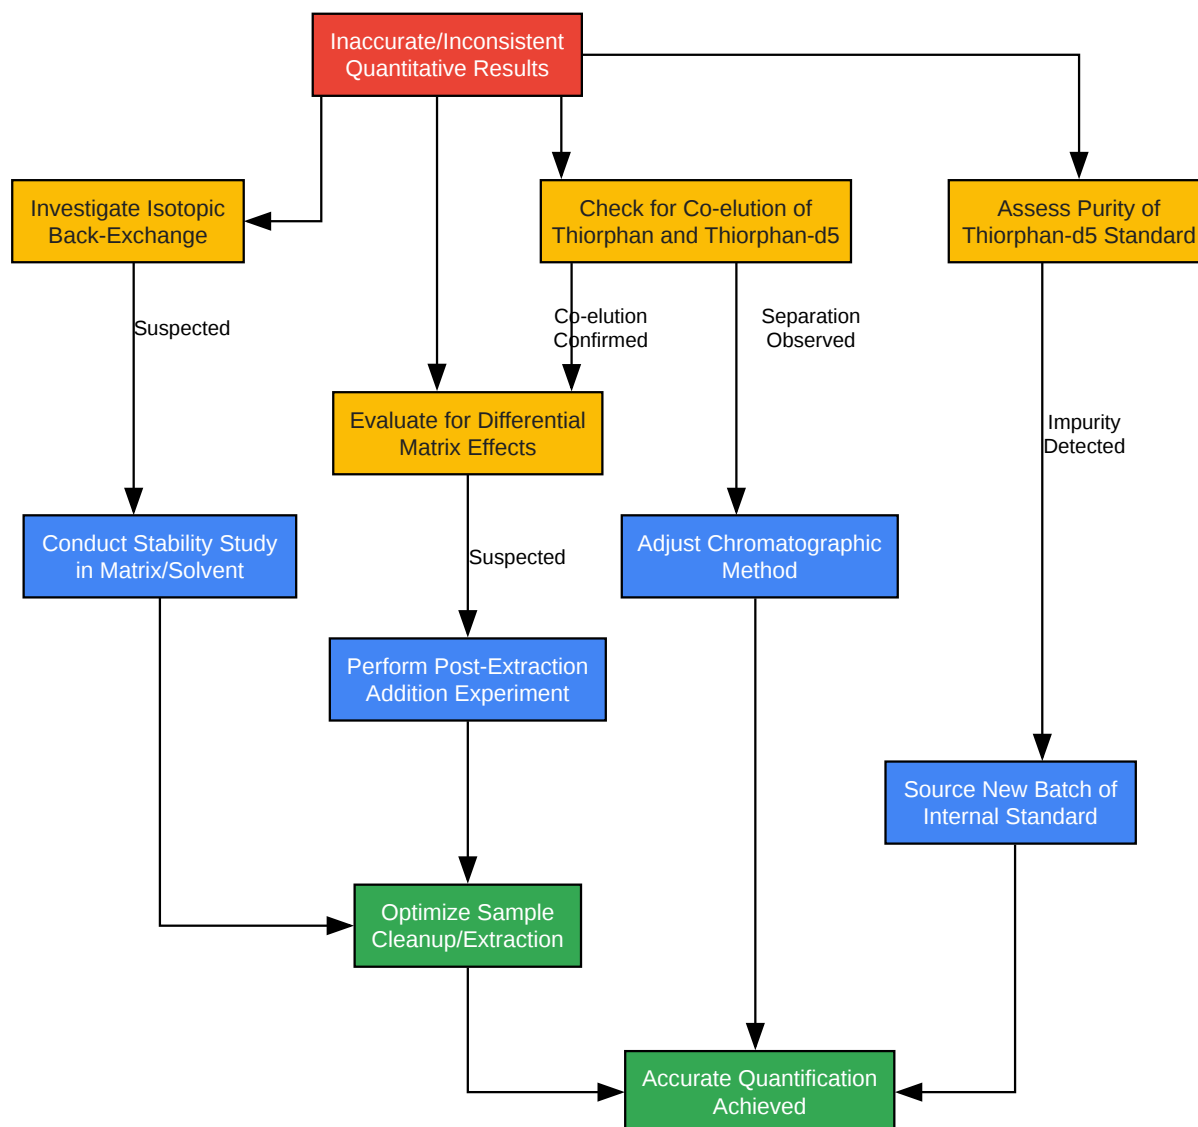 Inaccurate/Inconsistent
Quantitative Results
Investigate Isotopic
Back-Exchange
Check for Co-elution of
Thiorphan and Thiorphan-d5
Assess Purity of
Thiorphan-d5 Standard
Suspected
Co-elution
Confirmed
Separation
Observed
Evaluate for Differential
Matrix Effects
Impurity
Detected
Conduct Stability Study
in Matrix/Solvent
Suspected
Adjust Chromatographic
Method
Perform Post-Extraction
Addition Experiment
Source New Batch of
Internal Standard
Optimize Sample
Cleanup/Extraction
Accurate Quantification
Achieved